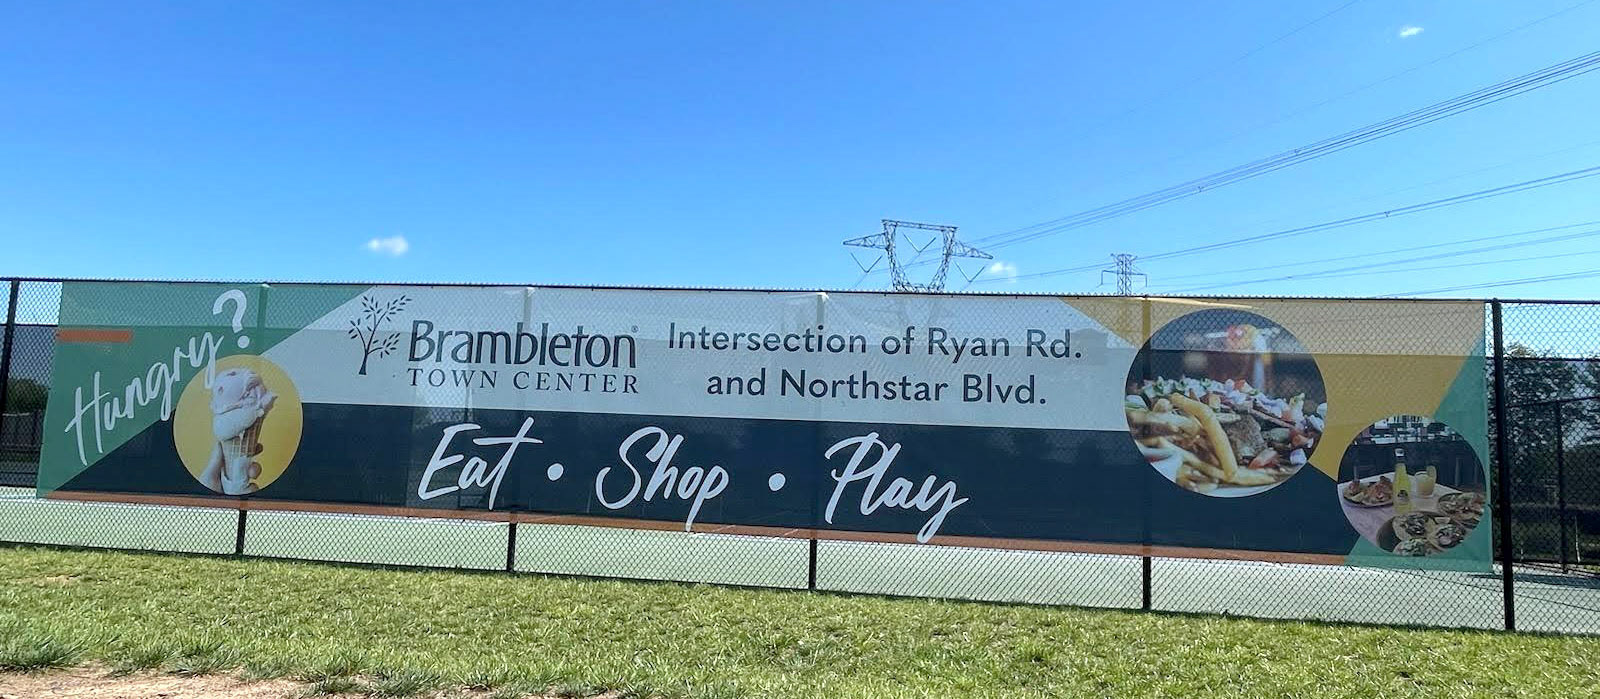 Hungry?
Brambleton®
TOWN CENTER
Intersection of Ryan Rd.
and Northstar Blvd.
Eat • Shop • Play